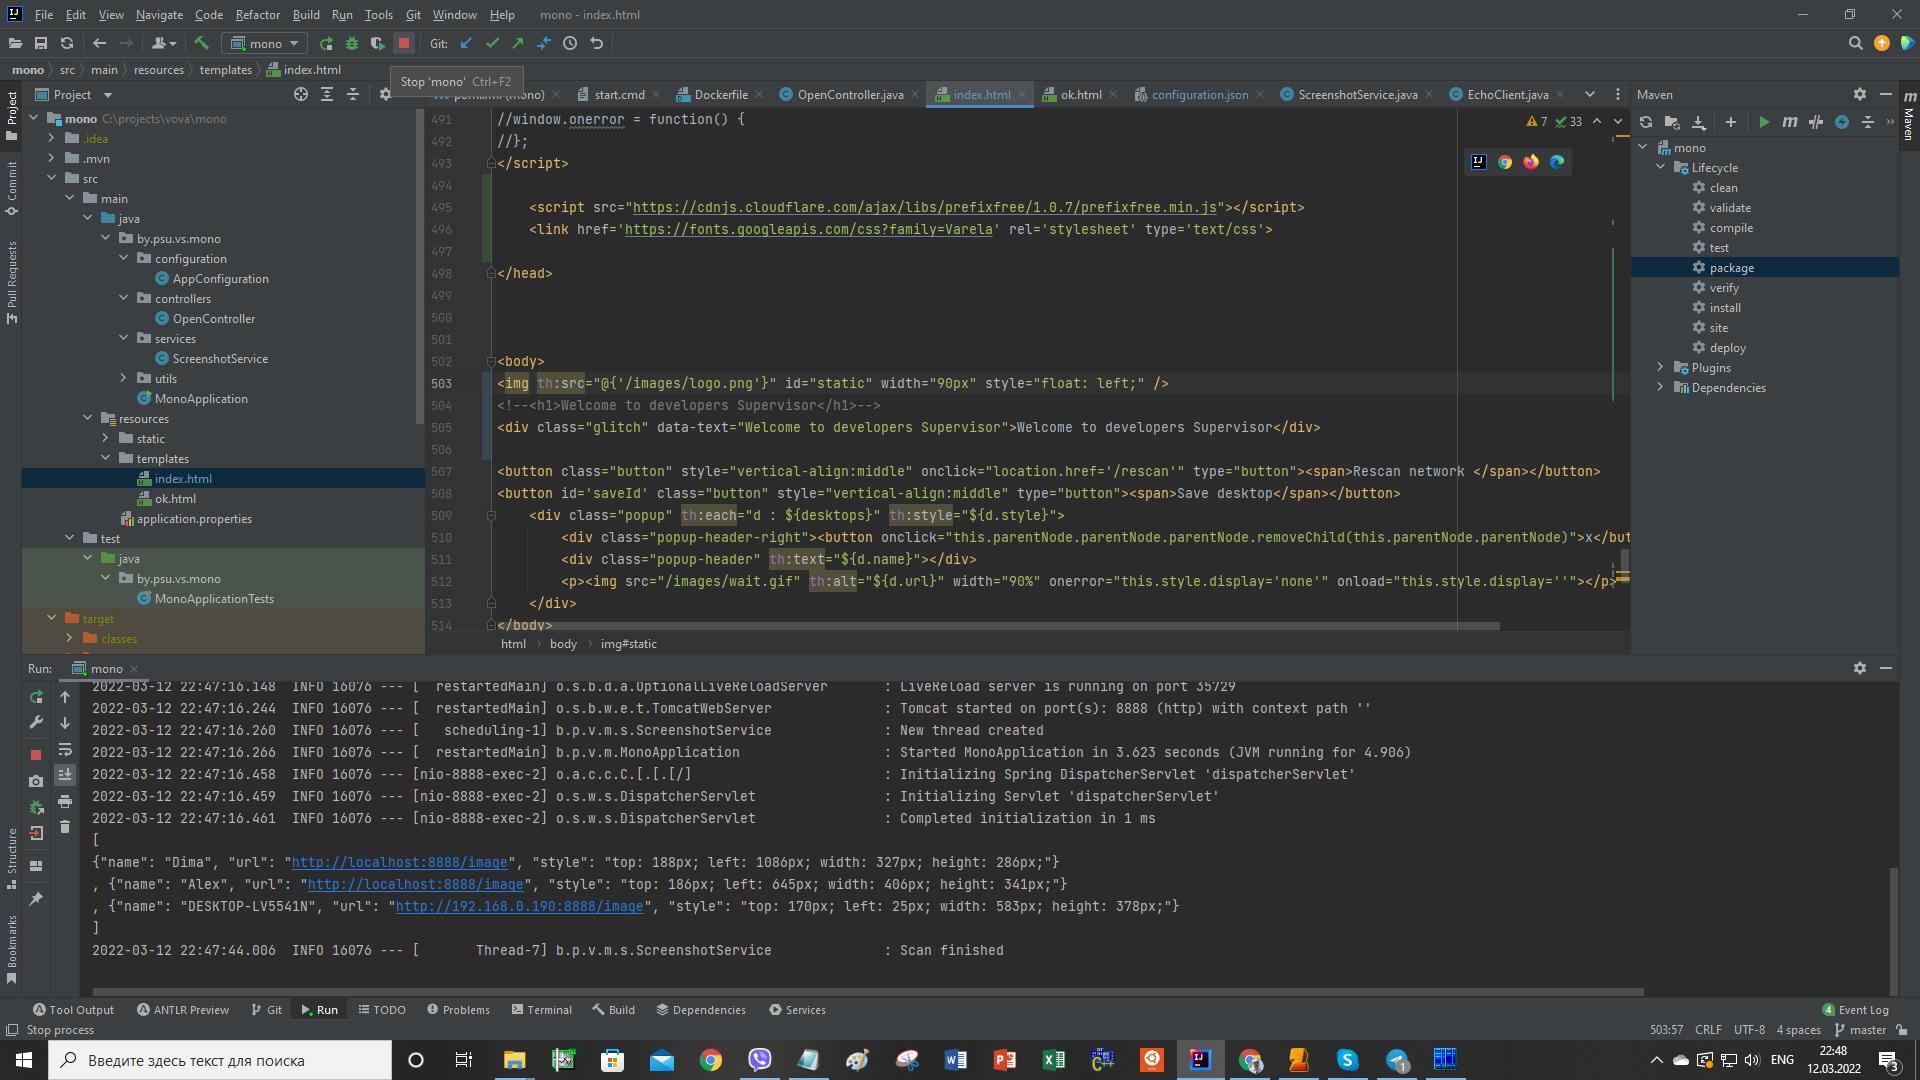 File Edit View Navigate Code Refactor Build Run Tools Git Window Help mono - index.html
mono Git:
mono src main resources templates index.html
Stop 'mono' Ctrl+F2
Project
(mono) start.cmd Dockerfile OpenController.java index.html ok.html configuration.json ScreenshotService.java EchoClient.java
Maven
Project
Commit
Pull Requests
Structure
Bookmarks
mono C:\projects\vova\mono
.idea
.mvn
src
main
java
by.psu.vs.mono
configuration
AppConfiguration
controllers
OpenController
services
ScreenshotService
utils
MonoApplication
resources
static
templates
index.html
ok.html
application.properties
test
java
by.psu.vs.mono
MonoApplicationTests
target
classes
7 33
491 //window.onerror = function() {
492 //};
493 </script>
494
495 <script src="https://cdnjs.cloudflare.com/ajax/libs/prefixfree/1.0.7/prefixfree.min.js"></script>
496 <link href='https://fonts.googleapis.com/css?family=Varela' rel='stylesheet' type='text/css'>
497
498 </head>
499
500
501
502 <body>
503 <img th:src="@{'/images/logo.png'}" id="static" width="90px" style="float: left;" />
504 <!--<h1>Welcome to developers Supervisor</h1>-->
505 <div class="glitch" data-text="Welcome to developers Supervisor">Welcome to developers Supervisor</div>
506
507 <button class="button" style="vertical-align:middle" onclick="location.href='/rescan'" type="button"><span>Rescan network </span></button>
508 <button id='saveId' class="button" style="vertical-align:middle" type="button"><span>Save desktop</span></button>
509 <div class="popup" th:each="d : ${desktops}" th:style="${d.style}">
510 <div class="popup-header-right"><button onclick="this.parentNode.parentNode.parentNode.removeChild(this.parentNode.parentNode)">x</but
511 <div class="popup-header" th:text="${d.name}"></div>
512 <p><img src="/images/wait.gif" th:alt="${d.url}" width="90%" onerror="this.style.display='none'" onload="this.style.display=''"></p>
513 </div>
514 </body>
html body img#static
Maven
mono
Lifecycle
clean
validate
compile
test
package
verify
install
site
deploy
Plugins
Dependencies
Run: mono
2022-03-12 22:47:16.148 INFO 16076 --- [ restartedMain] o.s.b.d.a.OptionalLiveReloadServer : LiveReload server is running on port 35729
2022-03-12 22:47:16.244 INFO 16076 --- [ restartedMain] o.s.b.w.e.t.TomcatWebServer : Tomcat started on port(s): 8888 (http) with context path ''
2022-03-12 22:47:16.260 INFO 16076 --- [ scheduling-1] b.p.v.m.s.ScreenshotService : New thread created
2022-03-12 22:47:16.266 INFO 16076 --- [ restartedMain] b.p.v.m.MonoApplication : Started MonoApplication in 3.623 seconds (JVM running for 4.906)
2022-03-12 22:47:16.458 INFO 16076 --- [nio-8888-exec-2] o.a.c.c.C.[.[.[/] : Initializing Spring DispatcherServlet 'dispatcherServlet'
2022-03-12 22:47:16.459 INFO 16076 --- [nio-8888-exec-2] o.s.w.s.DispatcherServlet : Initializing Servlet 'dispatcherServlet'
2022-03-12 22:47:16.461 INFO 16076 --- [nio-8888-exec-2] o.s.w.s.DispatcherServlet : Completed initialization in 1 ms
[
{"name": "Dima", "url": "http://localhost:8888/image", "style": "top: 188px; left: 1086px; width: 327px; height: 286px;"}
, {"name": "Alex", "url": "http://localhost:8888/image", "style": "top: 186px; left: 645px; width: 406px; height: 341px;"}
, {"name": "DESKTOP-LV5541N", "url": "http://192.168.0.190:8888/image", "style": "top: 170px; left: 25px; width: 583px; height: 378px;"}
]
2022-03-12 22:47:44.006 INFO 16076 --- [ Thread-7] b.p.v.m.s.ScreenshotService : Scan finished
Tool Output ANTLR Preview Git Run TODO Problems Terminal Build Dependencies Services 4 Event Log
Stop process 503:57 CRLF UTF-8 4 spaces master
Введите здесь текст для поиска
ENG
22:48
12.03.2022
3
1